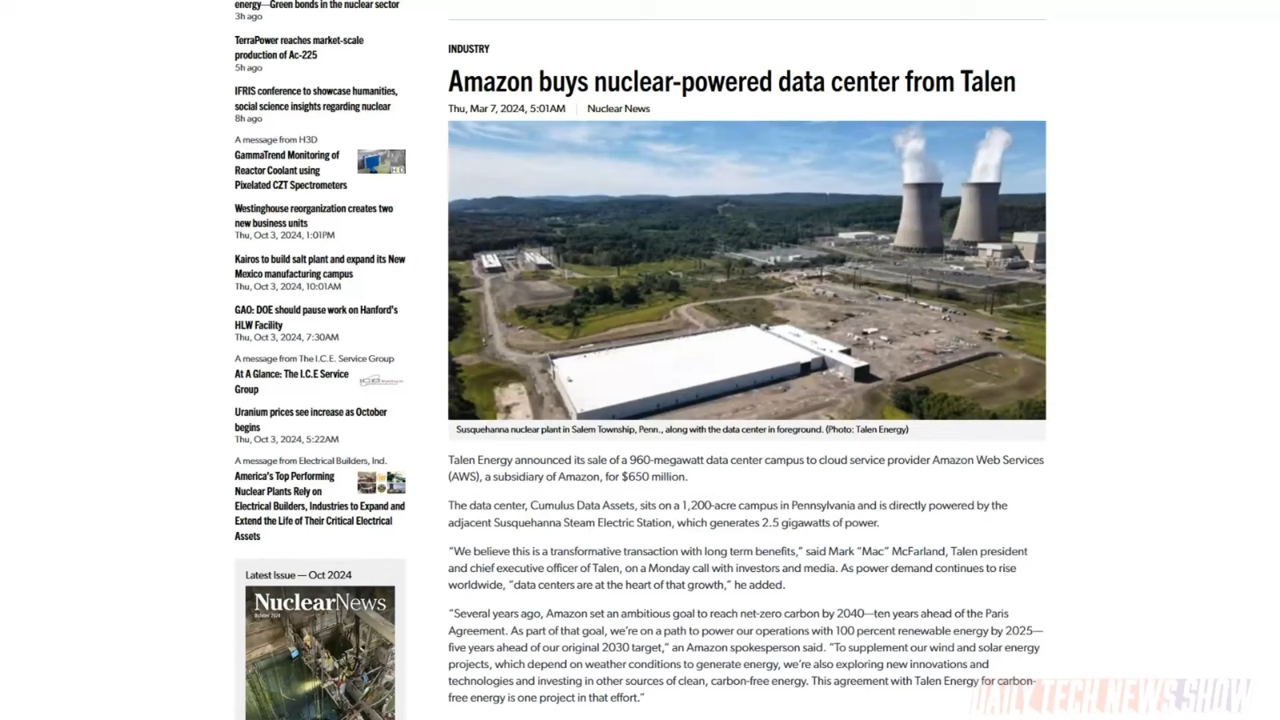 energy—Green bonds in the nuclear sector
3h ago
TerraPower reaches market-scale
production of Ac-225
5h ago
IFRIS conference to showcase humanities,
social science insights regarding nuclear
8h ago
A message from H3D
GammaTrend Monitoring of
Reactor Coolant using
Pixelated CZT Spectrometers
Westinghouse reorganization creates two
new business units
Thu, Oct 3, 2024, 1:01PM
Kairos to build salt plant and expand its New
Mexico manufacturing campus
Thu, Oct 3, 2024, 10:01AM
GAO: DOE should pause work on Hanford's
HLW Facility
Thu, Oct 3, 2024, 7:30AM
A message from The I.C.E. Service Group
At A Glance: The I.C.E Service
Group
Uranium prices see increase as October
begins
Thu, Oct 3, 2024, 5:22AM
A message from Electrical Builders, Ind.
America's Top Performing
Nuclear Plants Rely on
Electrical Builders, Industries to Expand and
Extend the Life of Their Critical Electrical
Assets
Latest Issue — Oct 2024
NuclearNews
INDUSTRY
Amazon buys nuclear-powered data center from Talen
Thu, Mar 7, 2024, 5:01AM Nuclear News
Susquehanna nuclear plant in Salem Township, Penn., along with the data center in foreground. (Photo: Talen Energy)
Talen Energy announced its sale of a 960-megawatt data center campus to cloud service provider Amazon Web Services
(AWS), a subsidiary of Amazon, for $650 million.
The data center, Cumulus Data Assets, sits on a 1,200-acre campus in Pennsylvania and is directly powered by the
adjacent Susquehanna Steam Electric Station, which generates 2.5 gigawatts of power.
“We believe this is a transformative transaction with long term benefits,” said Mark “Mac” McFarland, Talen president
and chief executive officer of Talen, on a Monday call with investors and media. As power demand continues to rise
worldwide, “data centers are at the heart of that growth,” he added.
“Several years ago, Amazon set an ambitious goal to reach net-zero carbon by 2040—ten years ahead of the Paris
Agreement. As part of that goal, we’re on a path to power our operations with 100 percent renewable energy by 2025—
five years ahead of our original 2030 target,” an Amazon spokesperson said. “To supplement our wind and solar energy
projects, which depend on weather conditions to generate energy, we’re also exploring new innovations and
technologies and investing in other sources of clean, carbon-free energy. This agreement with Talen Energy for carbon-
free energy is one project in that effort.”
DAILY TECH NEWS SHOW